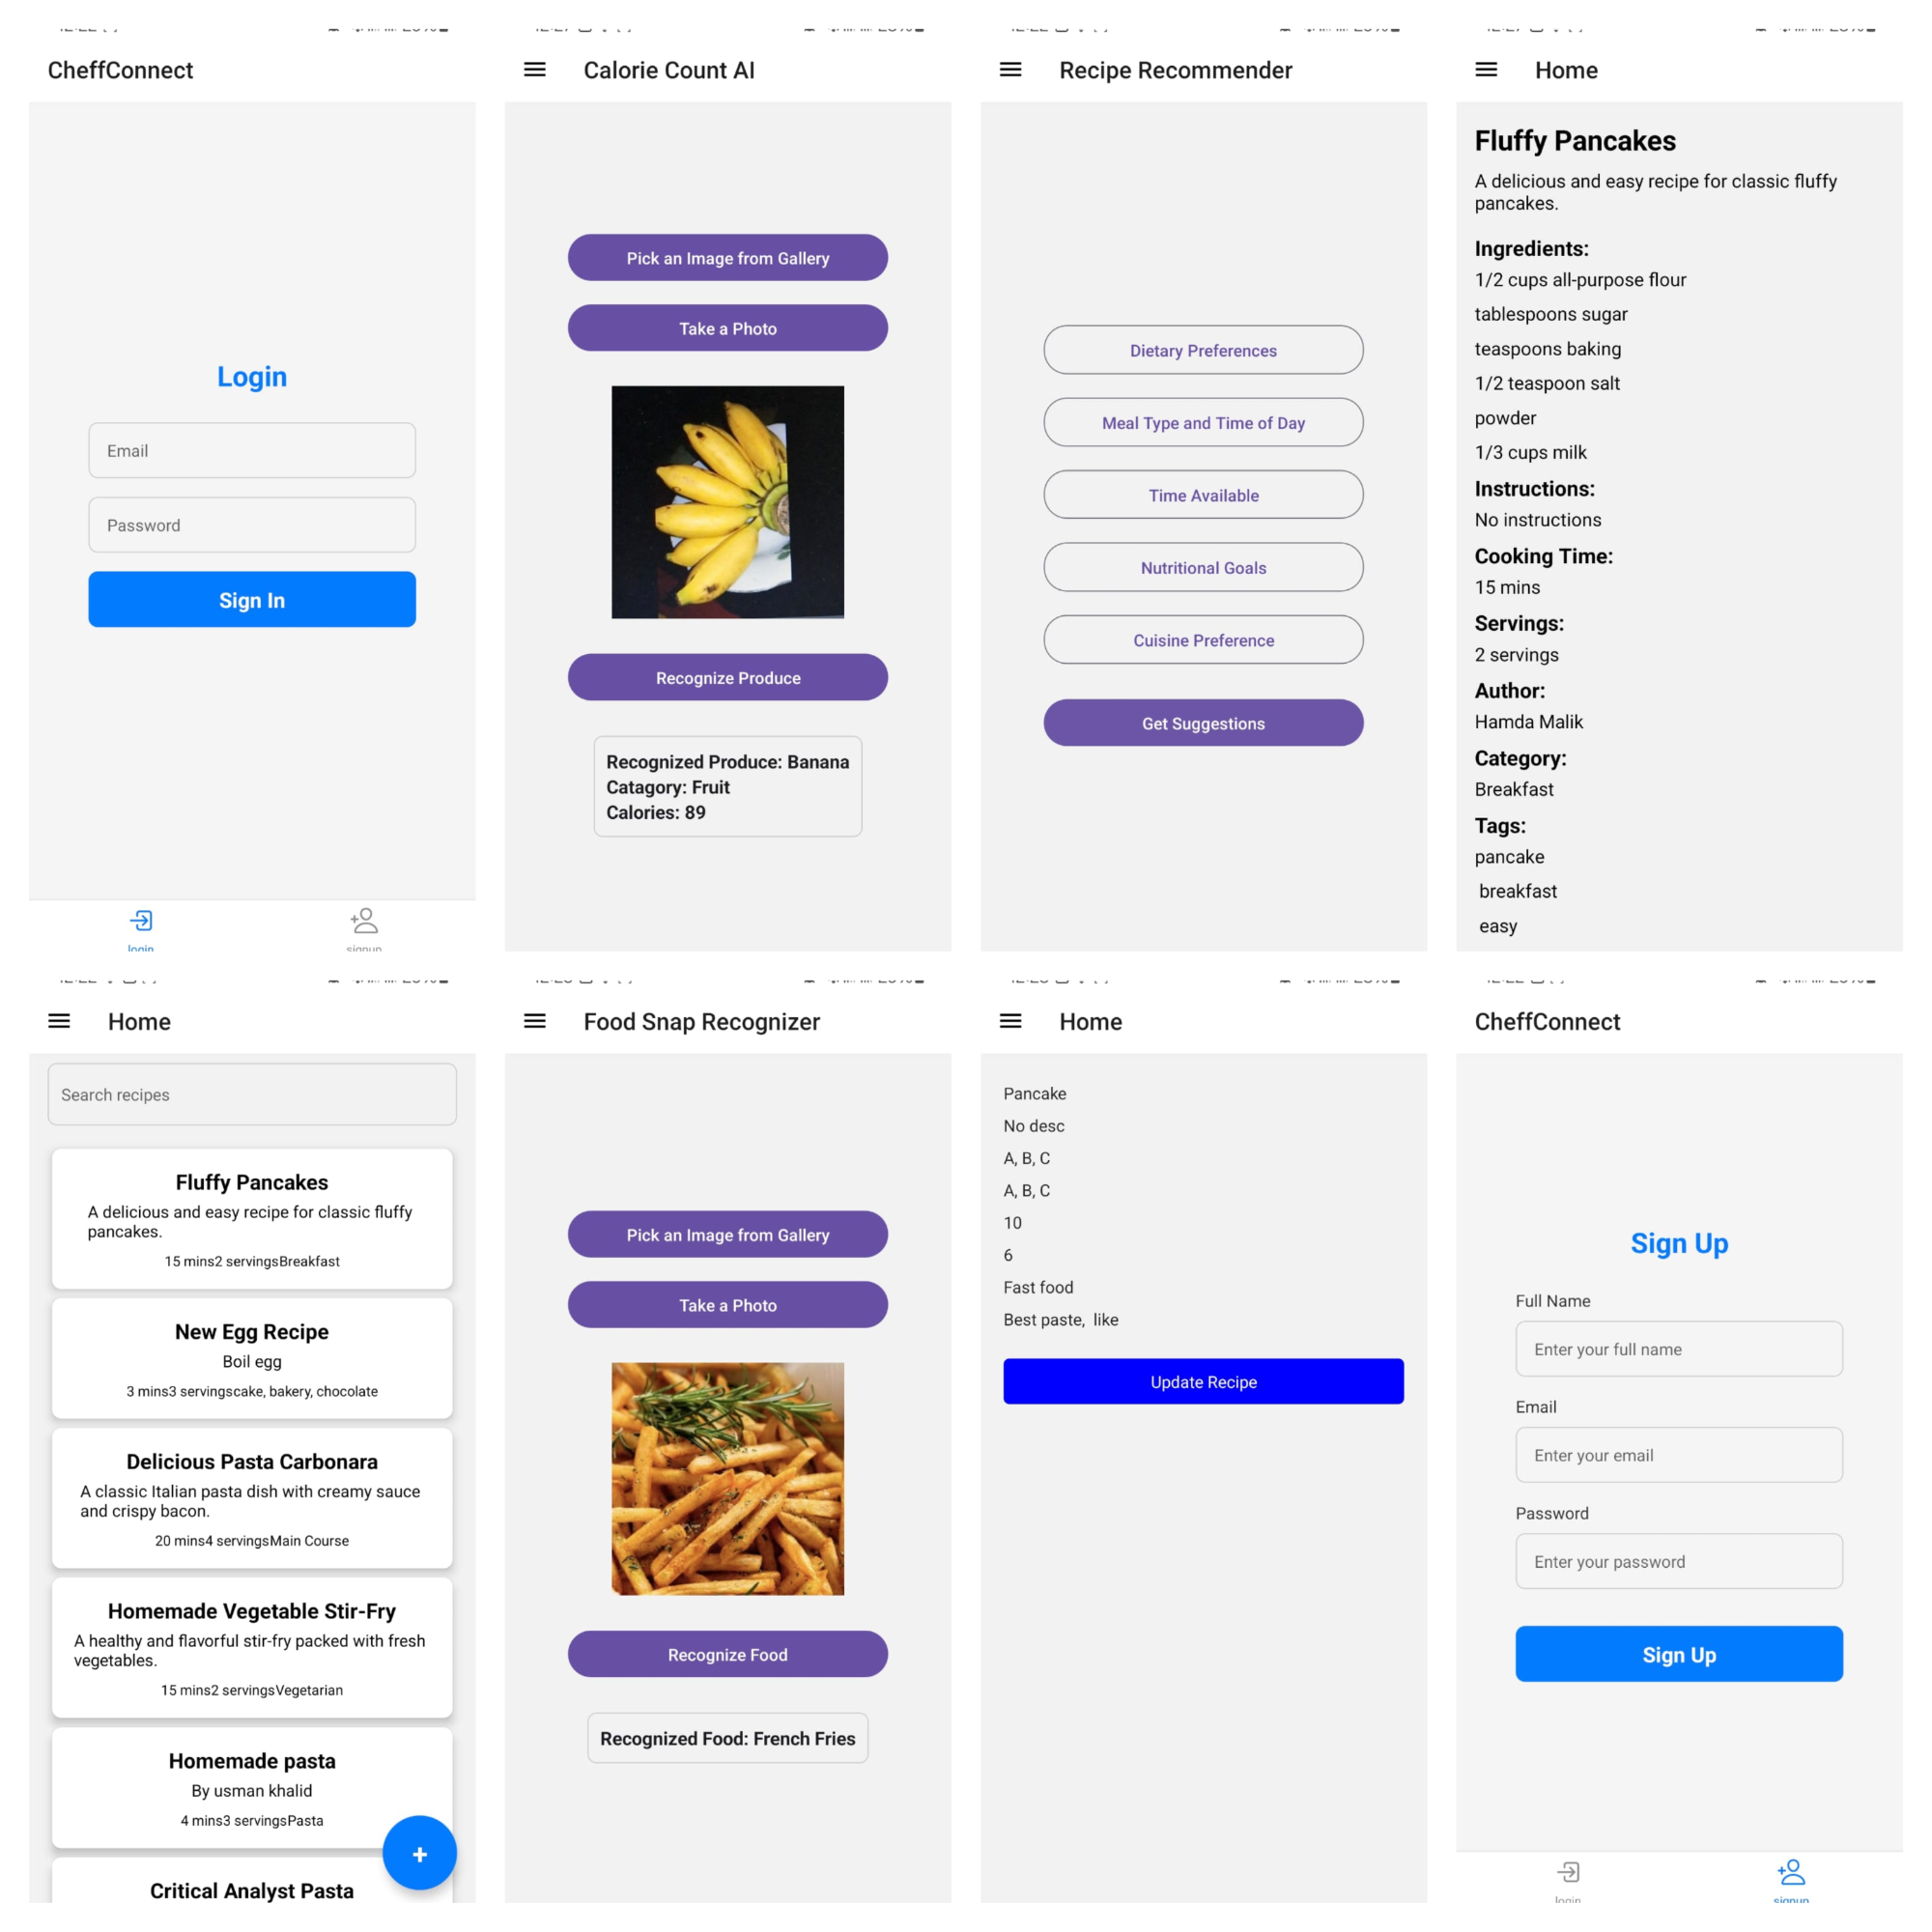 CheffConnect
Login
Email
Password
Sign In
login
signup
Calorie Count AI
Pick an Image from Gallery
Take a Photo
Recognize Produce
Recognized Produce: Banana
Catagory: Fruit
Calories: 89
Recipe Recommender
Dietary Preferences
Meal Type and Time of Day
Time Available
Nutritional Goals
Cuisine Preference
Get Suggestions
Home
Fluffy Pancakes
A delicious and easy recipe for classic fluffy
pancakes.
Ingredients:
1/2 cups all-purpose flour
tablespoons sugar
teaspoons baking
1/2 teaspoon salt
powder
1/3 cups milk
Instructions:
No instructions
Cooking Time:
15 mins
Servings:
2 servings
Author:
Hamda Malik
Category:
Breakfast
Tags:
pancake
breakfast
easy
Home
Search recipes
Fluffy Pancakes
A delicious and easy recipe for classic fluffy
pancakes.
15 mins2 servingsBreakfast
New Egg Recipe
Boil egg
3 mins3 servingscake, bakery, chocolate
Delicious Pasta Carbonara
A classic Italian pasta dish with creamy sauce
and crispy bacon.
20 mins4 servingsMain Course
Homemade Vegetable Stir-Fry
A healthy and flavorful stir-fry packed with fresh
vegetables.
15 mins2 servingsVegetarian
Homemade pasta
By usman khalid
4 mins3 servingsPasta
+
Critical Analyst Pasta
Food Snap Recognizer
Pick an Image from Gallery
Take a Photo
Recognize Food
Recognized Food: French Fries
Home
Pancake
No desc
A, B, C
A, B, C
10
6
Fast food
Best paste,  like
Update Recipe
CheffConnect
Sign Up
Full Name
Enter your full name
Email
Enter your email
Password
Enter your password
Sign Up
login
signup